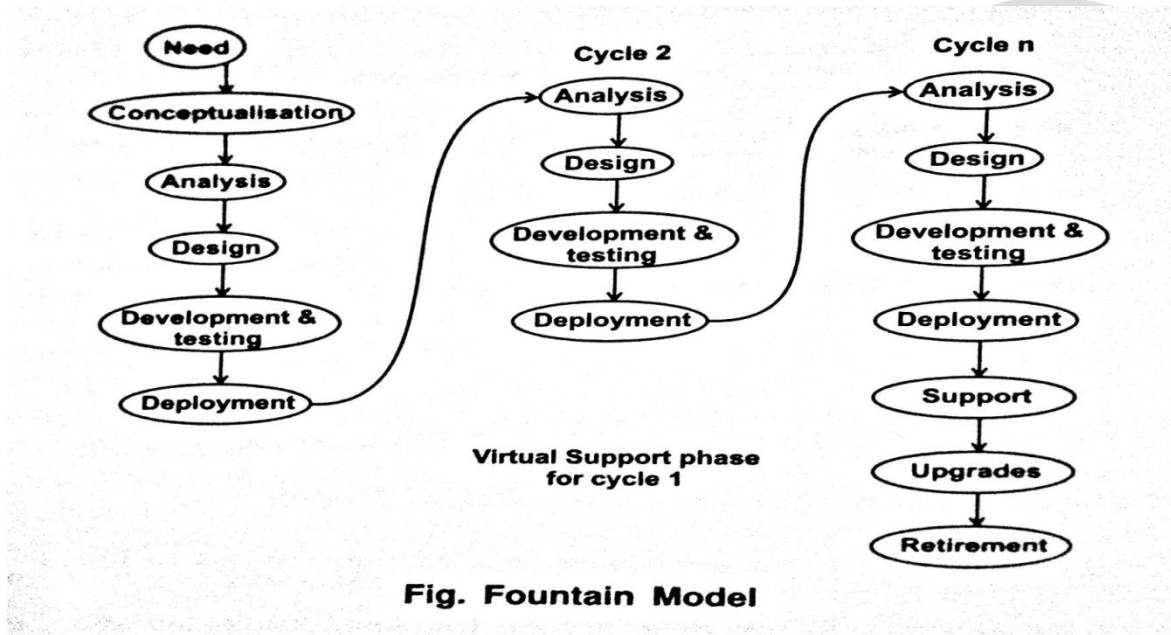 Need
Conceptualisation
Analysis
Design
Development &
testing
Deployment
Cycle 2
Analysis
Design
Development &
testing
Deployment
Virtual Support phase
for cycle 1
Cycle n
Analysis
Design
Development &
testing
Deployment
Support
Upgrades
Retirement
Fig. Fountain Model